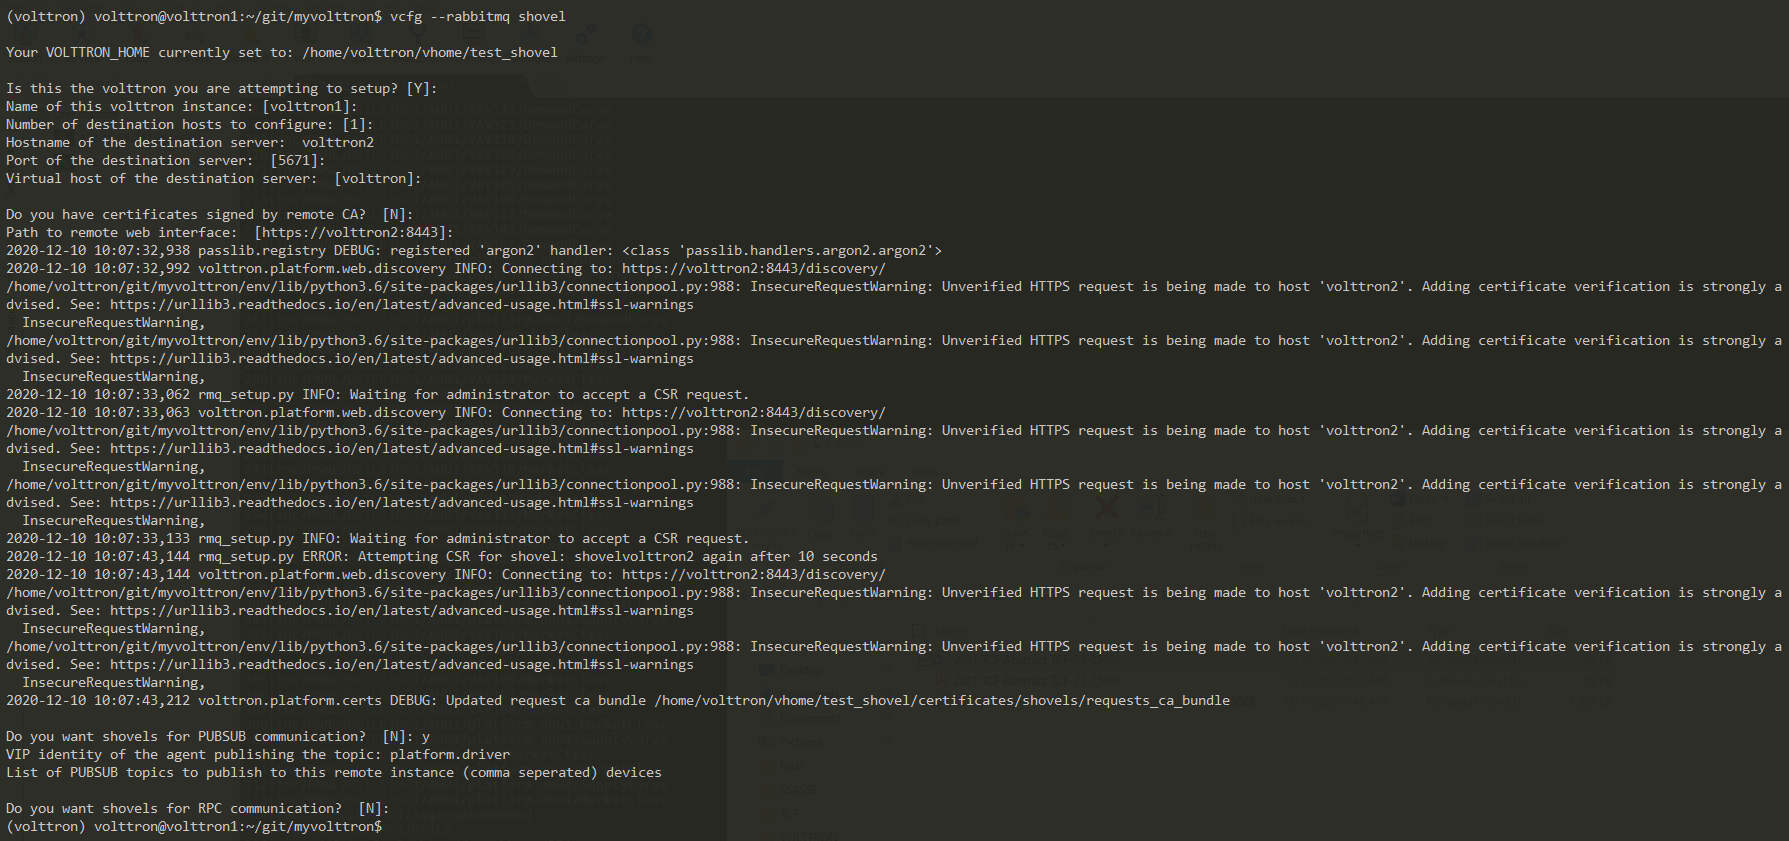 (volttron) volttron@volttron1:~/git/myvolttron$ vcfg --rabbitmq shovel
Your VOLTTRON_HOME currently set to: /home/volttron/vhome/test_shovel
Is this the volttron you are attempting to setup? [Y]:
Name of this volttron instance: [volttron1]:
Number of destination hosts to configure: [1]:
Hostname of the destination server:  volttron2
Port of the destination server:  [5671]:
Virtual host of the destination server:  [volttron]:
Do you have certificates signed by remote CA?  [N]:
Path to remote web interface:  [https://volttron2:8443]:
2020-12-10 10:07:32,938 passlib.registry DEBUG: registered 'argon2' handler: <class 'passlib.handlers.argon2.argon2'>
2020-12-10 10:07:32,992 volttron.platform.web.discovery INFO: Connecting to: https://volttron2:8443/discovery/
/home/volttron/git/myvolttron/env/lib/python3.6/site-packages/urllib3/connectionpool.py:988: InsecureRequestWarning: Unverified HTTPS request is being made to host 'volttron2'. Adding certificate verification is strongly a
dvised. See: https://urllib3.readthedocs.io/en/latest/advanced-usage.html#ssl-warnings
  InsecureRequestWarning,
/home/volttron/git/myvolttron/env/lib/python3.6/site-packages/urllib3/connectionpool.py:988: InsecureRequestWarning: Unverified HTTPS request is being made to host 'volttron2'. Adding certificate verification is strongly a
dvised. See: https://urllib3.readthedocs.io/en/latest/advanced-usage.html#ssl-warnings
  InsecureRequestWarning,
2020-12-10 10:07:33,062 rmq_setup.py INFO: Waiting for administrator to accept a CSR request.
2020-12-10 10:07:33,063 volttron.platform.web.discovery INFO: Connecting to: https://volttron2:8443/discovery/
/home/volttron/git/myvolttron/env/lib/python3.6/site-packages/urllib3/connectionpool.py:988: InsecureRequestWarning: Unverified HTTPS request is being made to host 'volttron2'. Adding certificate verification is strongly a
dvised. See: https://urllib3.readthedocs.io/en/latest/advanced-usage.html#ssl-warnings
  InsecureRequestWarning,
/home/volttron/git/myvolttron/env/lib/python3.6/site-packages/urllib3/connectionpool.py:988: InsecureRequestWarning: Unverified HTTPS request is being made to host 'volttron2'. Adding certificate verification is strongly a
dvised. See: https://urllib3.readthedocs.io/en/latest/advanced-usage.html#ssl-warnings
  InsecureRequestWarning,
2020-12-10 10:07:33,133 rmq_setup.py INFO: Waiting for administrator to accept a CSR request.
2020-12-10 10:07:43,144 rmq_setup.py ERROR: Attempting CSR for shovel: shovelvolttron2 again after 10 seconds
2020-12-10 10:07:43,144 volttron.platform.web.discovery INFO: Connecting to: https://volttron2:8443/discovery/
/home/volttron/git/myvolttron/env/lib/python3.6/site-packages/urllib3/connectionpool.py:988: InsecureRequestWarning: Unverified HTTPS request is being made to host 'volttron2'. Adding certificate verification is strongly a
dvised. See: https://urllib3.readthedocs.io/en/latest/advanced-usage.html#ssl-warnings
  InsecureRequestWarning,
/home/volttron/git/myvolttron/env/lib/python3.6/site-packages/urllib3/connectionpool.py:988: InsecureRequestWarning: Unverified HTTPS request is being made to host 'volttron2'. Adding certificate verification is strongly a
dvised. See: https://urllib3.readthedocs.io/en/latest/advanced-usage.html#ssl-warnings
  InsecureRequestWarning,
2020-12-10 10:07:43,212 volttron.platform.certs DEBUG: Updated request ca bundle /home/volttron/vhome/test_shovel/certificates/shovels/requests_ca_bundle
Do you want shovels for PUBSUB communication?  [N]: y
VIP identity of the agent publishing the topic: platform.driver
List of PUBSUB topics to publish to this remote instance (comma seperated) devices
Do you want shovels for RPC communication?  [N]:
(volttron) volttron@volttron1:~/git/myvolttron$